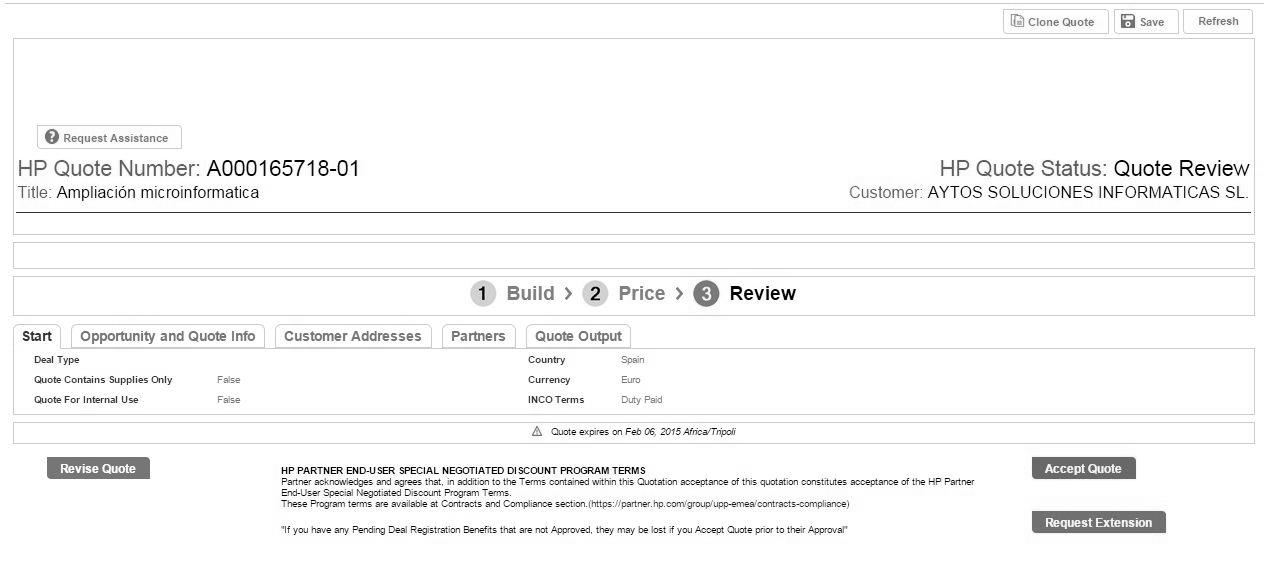 Clone Quote Save Refresh
Request Assistance
HP Quote Number: A000165718-01 HP Quote Status: Quote Review
Title: Ampliación microinformatica Customer: AYTOS SOLUCIONES INFORMATICAS SL.
1 Build > 2 Price > 3 Review
Start Opportunity and Quote Info Customer Addresses Partners Quote Output
Deal Type Country Spain
Quote Contains Supplies Only False Currency Euro
Quote For Internal Use False INCO Terms Duty Paid
Quote expires on Feb 06, 2015 Africa/Tripoli
Revise Quote Accept Quote
HP PARTNER END-USER SPECIAL NEGOTIATED DISCOUNT PROGRAM TERMS
Partner acknowledges and agrees that, in addition to the Terms contained within this Quotation acceptance of this quotation constitutes acceptance of the HP Partner
End-User Special Negotiated Discount Program Terms.
These Program terms are available at Contracts and Compliance section.(https://partner.hp.com/group/upp-emea/contracts-compliance)
Request Extension
"If you have any Pending Deal Registration Benefits that are not Approved, they may be lost if you Accept Quote prior to their Approval"